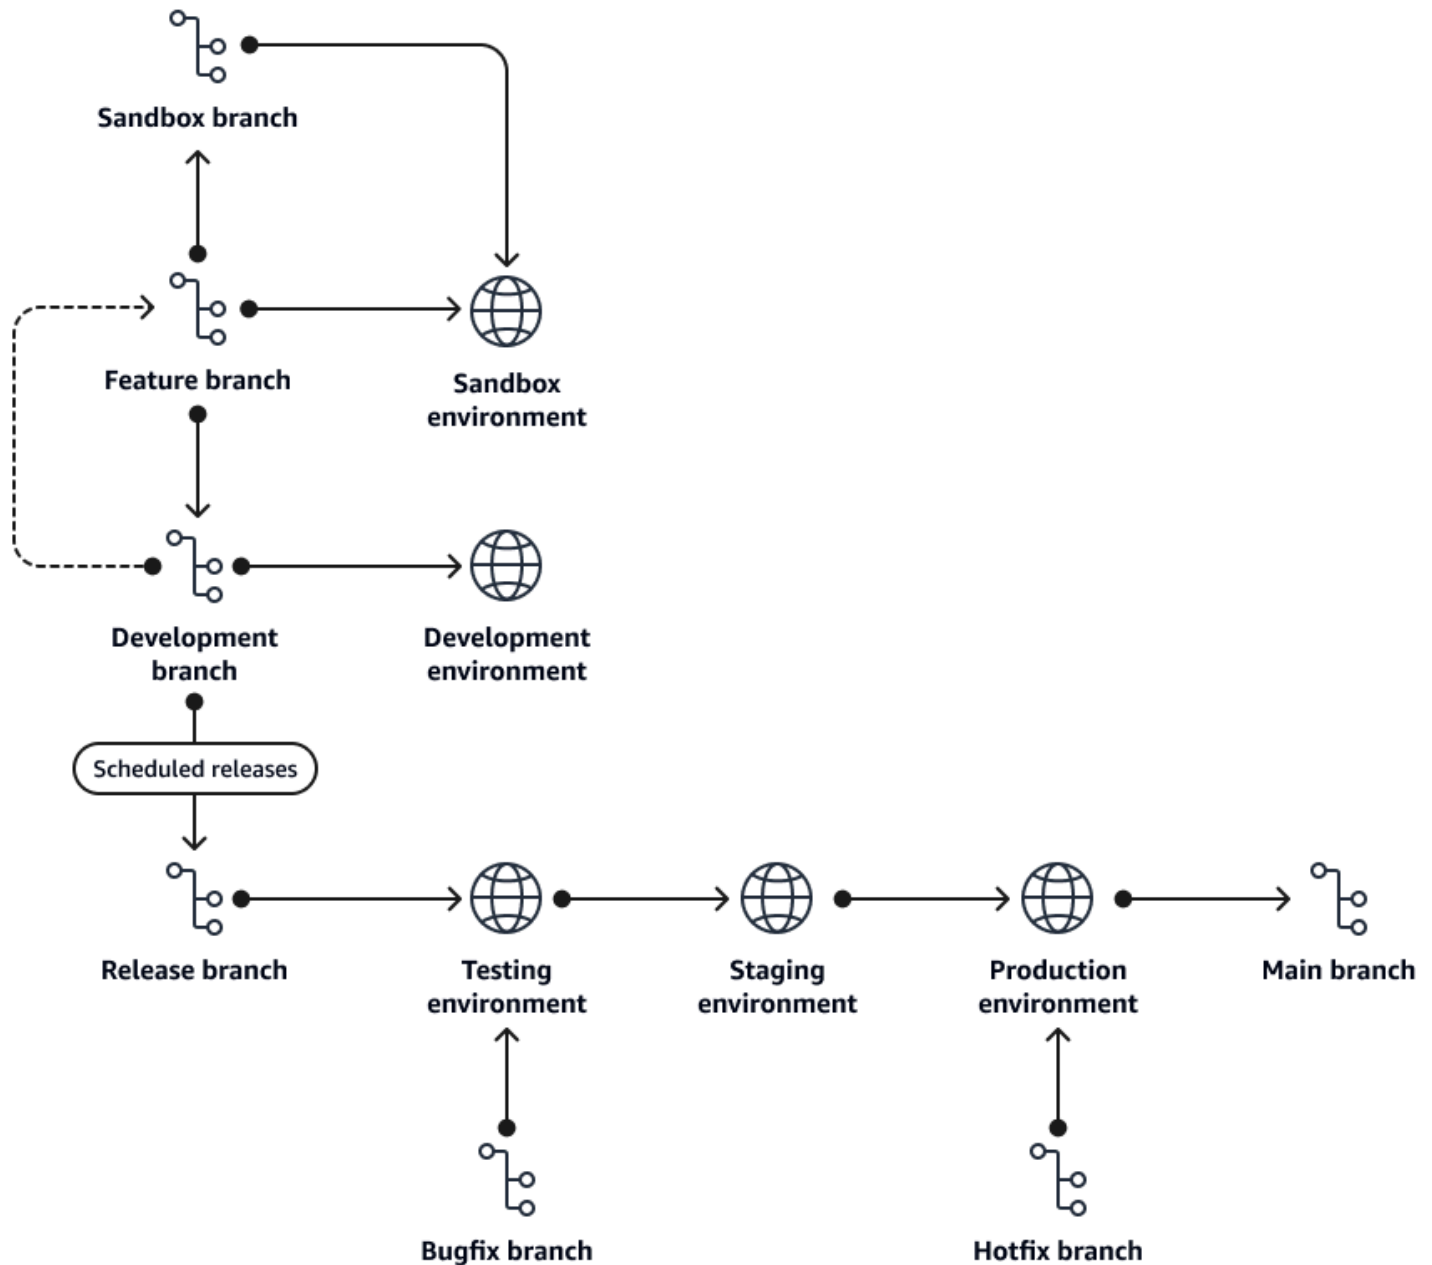 Sandbox branch
Feature branch
Sandbox
environment
Development
branch
Development
environment
Scheduled releases
Release branch
Testing
environment
Staging
environment
Production
environment
Main branch
Bugfix branch
Hotfix branch